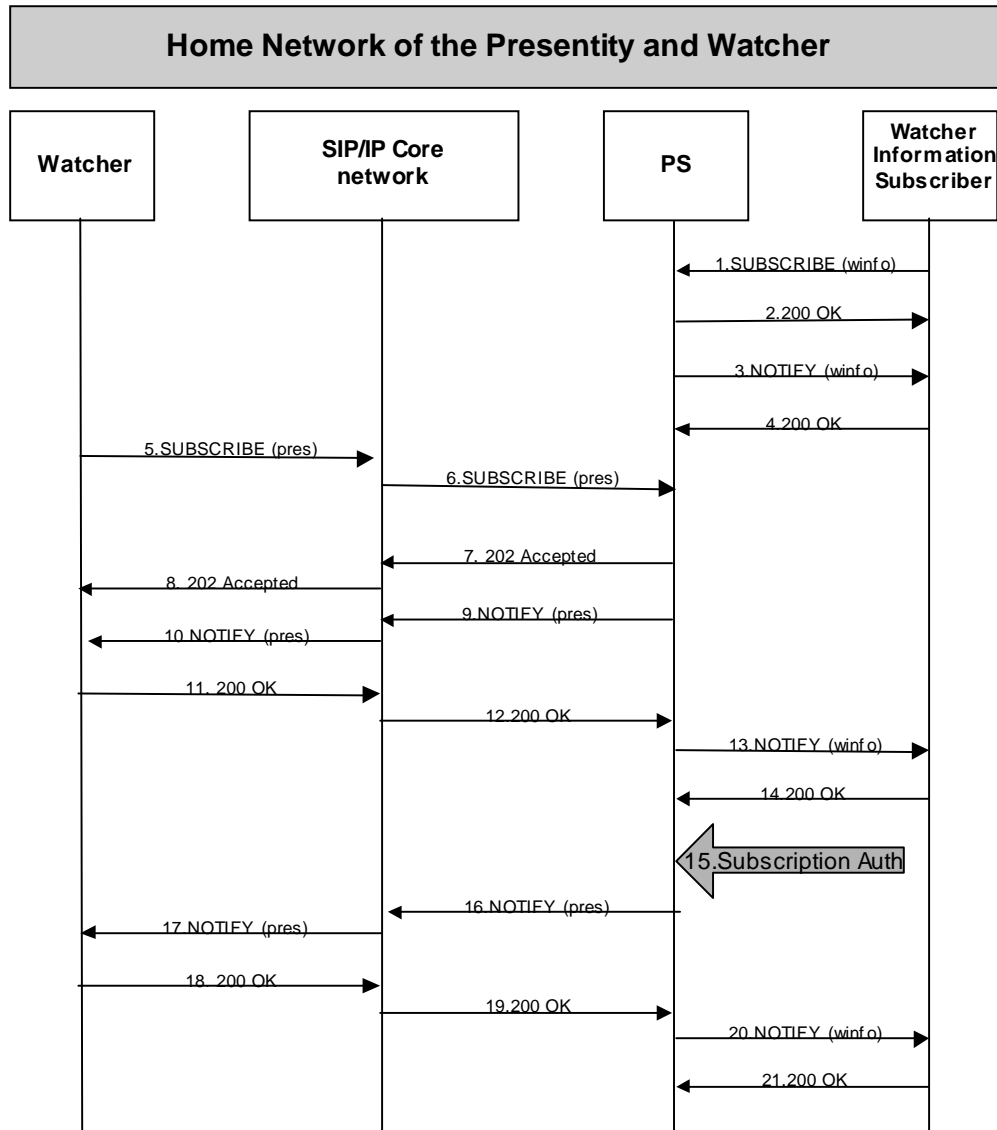 Home Network of the Presentity and Watcher
Watcher
SIP/IP Core
network
PS
Watcher
Information
Subscriber
1.SUBSCRIBE (winfo)
2.200 OK
3.NOTIFY (winfo)
4.200 OK
5.SUBSCRIBE (pres)
6.SUBSCRIBE (pres)
7. 202 Accepted
8. 202 Accepted
9.NOTIFY (pres)
10.NOTIFY (pres)
11. 200 OK
12.200 OK
13.NOTIFY (winfo)
14.200 OK
15.Subscription Auth
16.NOTIFY (pres)
17.NOTIFY (pres)
18. 200 OK
19.200 OK
20.NOTIFY (winfo)
21.200 OK